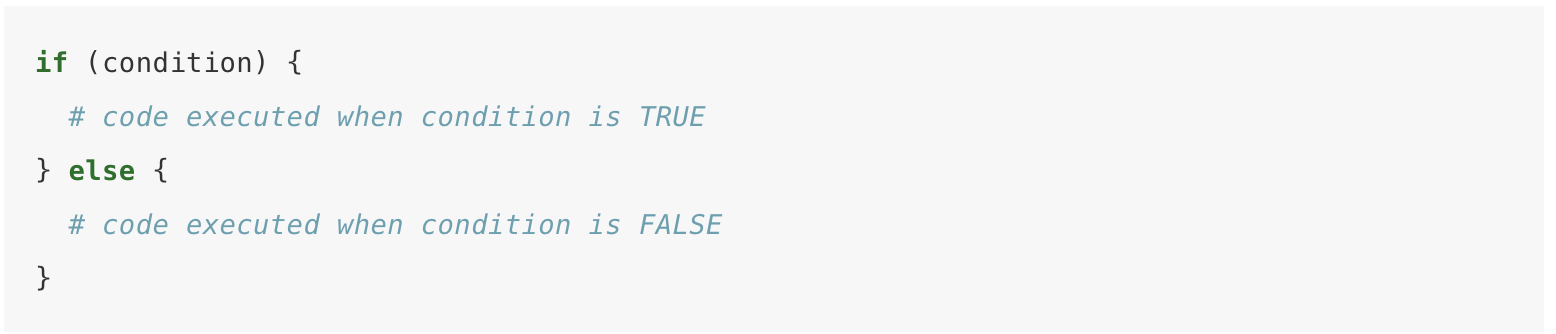 if (condition) {
  # code executed when condition is TRUE
} else {
  # code executed when condition is FALSE
}